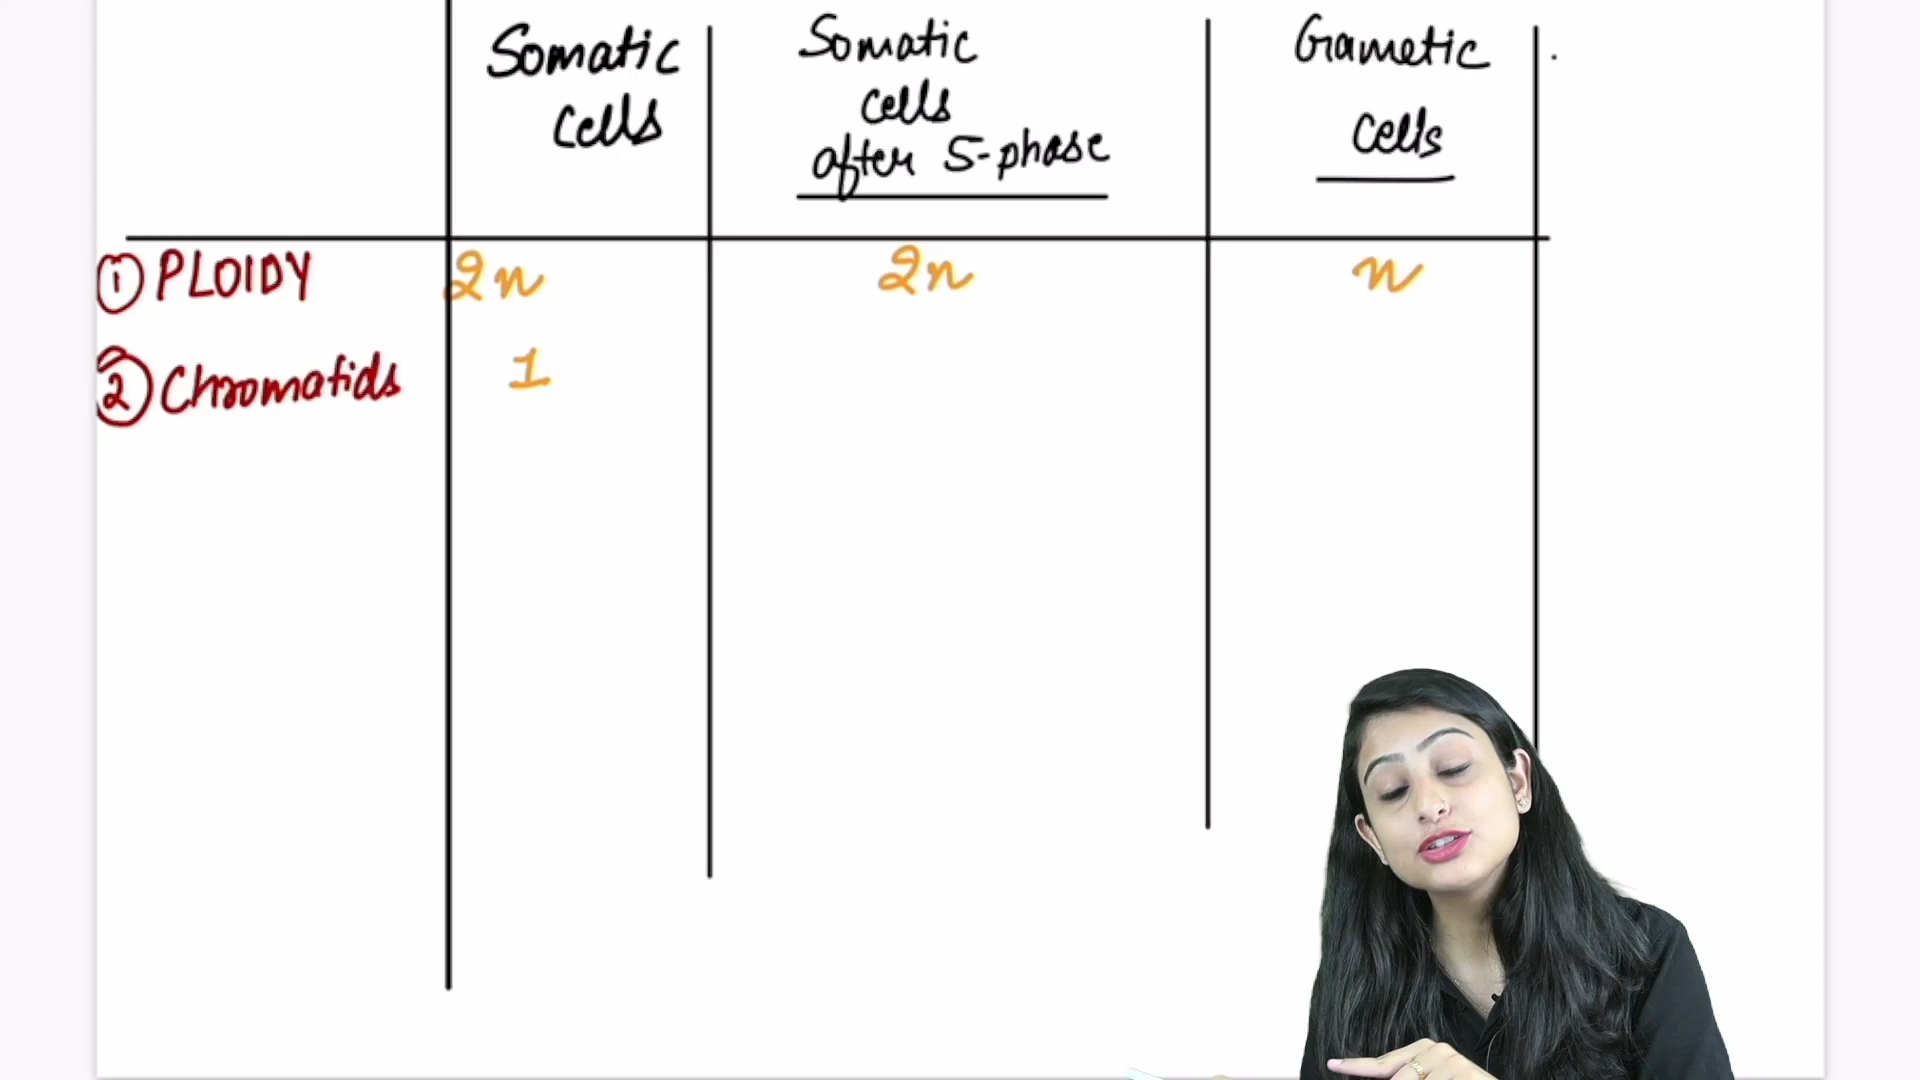 Somatic
cells
Somatic
cells
after S-phase
Gametic
cells
① PLOIDY 2n 2n n
② Chromatids 1